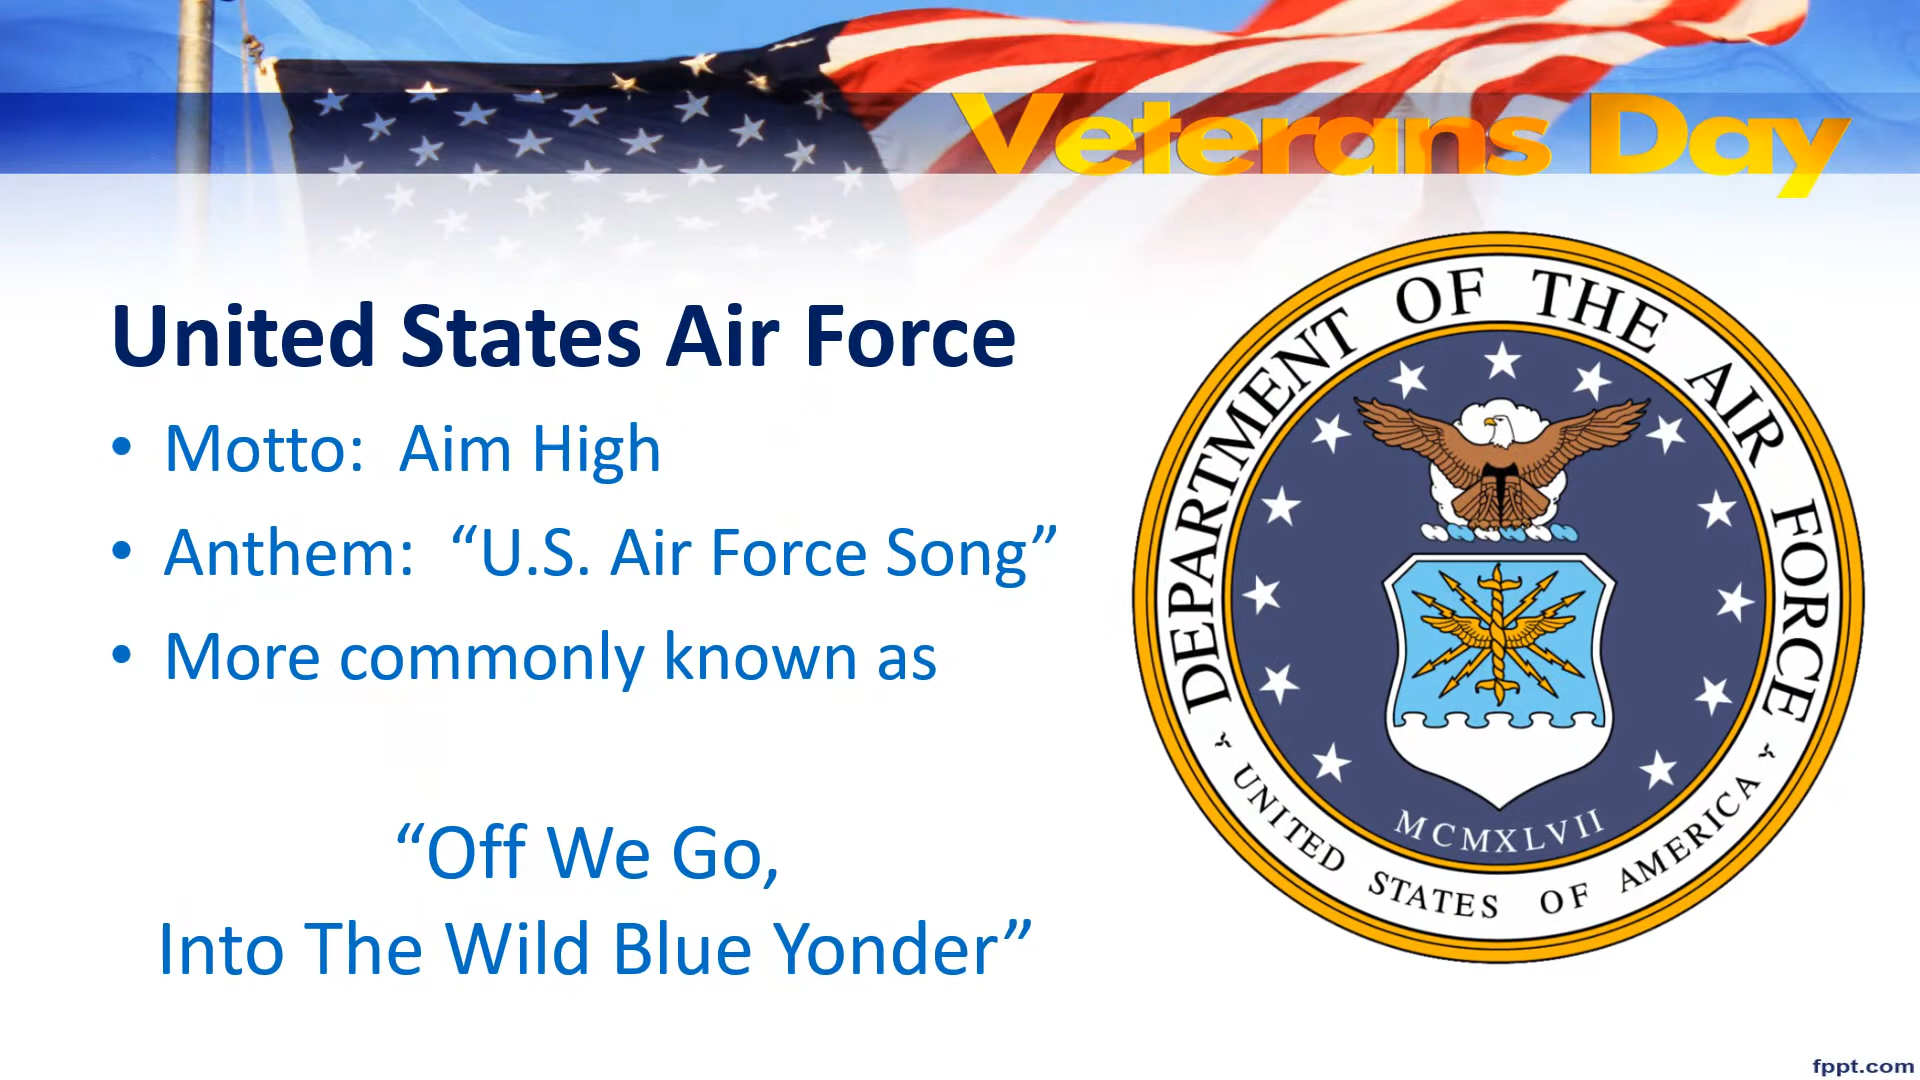 Veterans Day
United States Air Force
• Motto:  Aim High
• Anthem:  “U.S. Air Force Song”
• More commonly known as
“Off We Go,
Into The Wild Blue Yonder”
DEPARTMENT OF THE AIR FORCE
MCMXLVII
UNITED STATES OF AMERICA
fppt.com